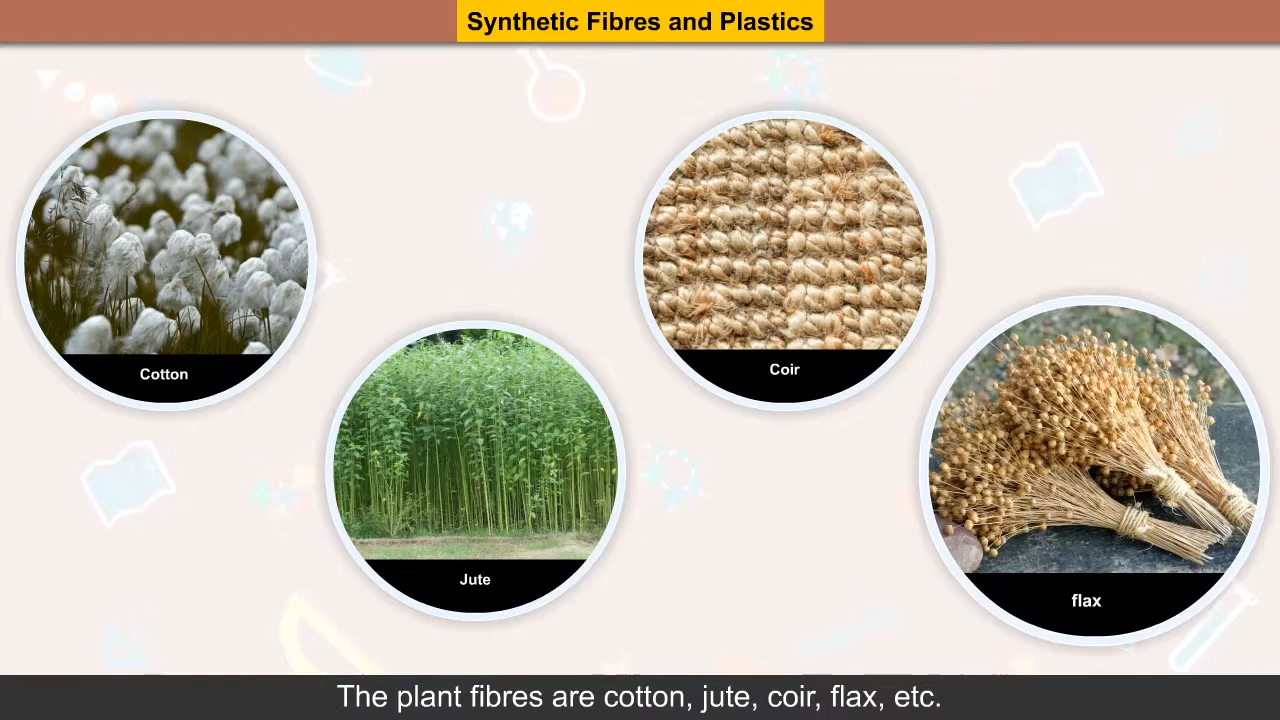 Synthetic Fibres and Plastics
Cotton
Jute
Coir
flax
The plant fibres are cotton, jute, coir, flax, etc.